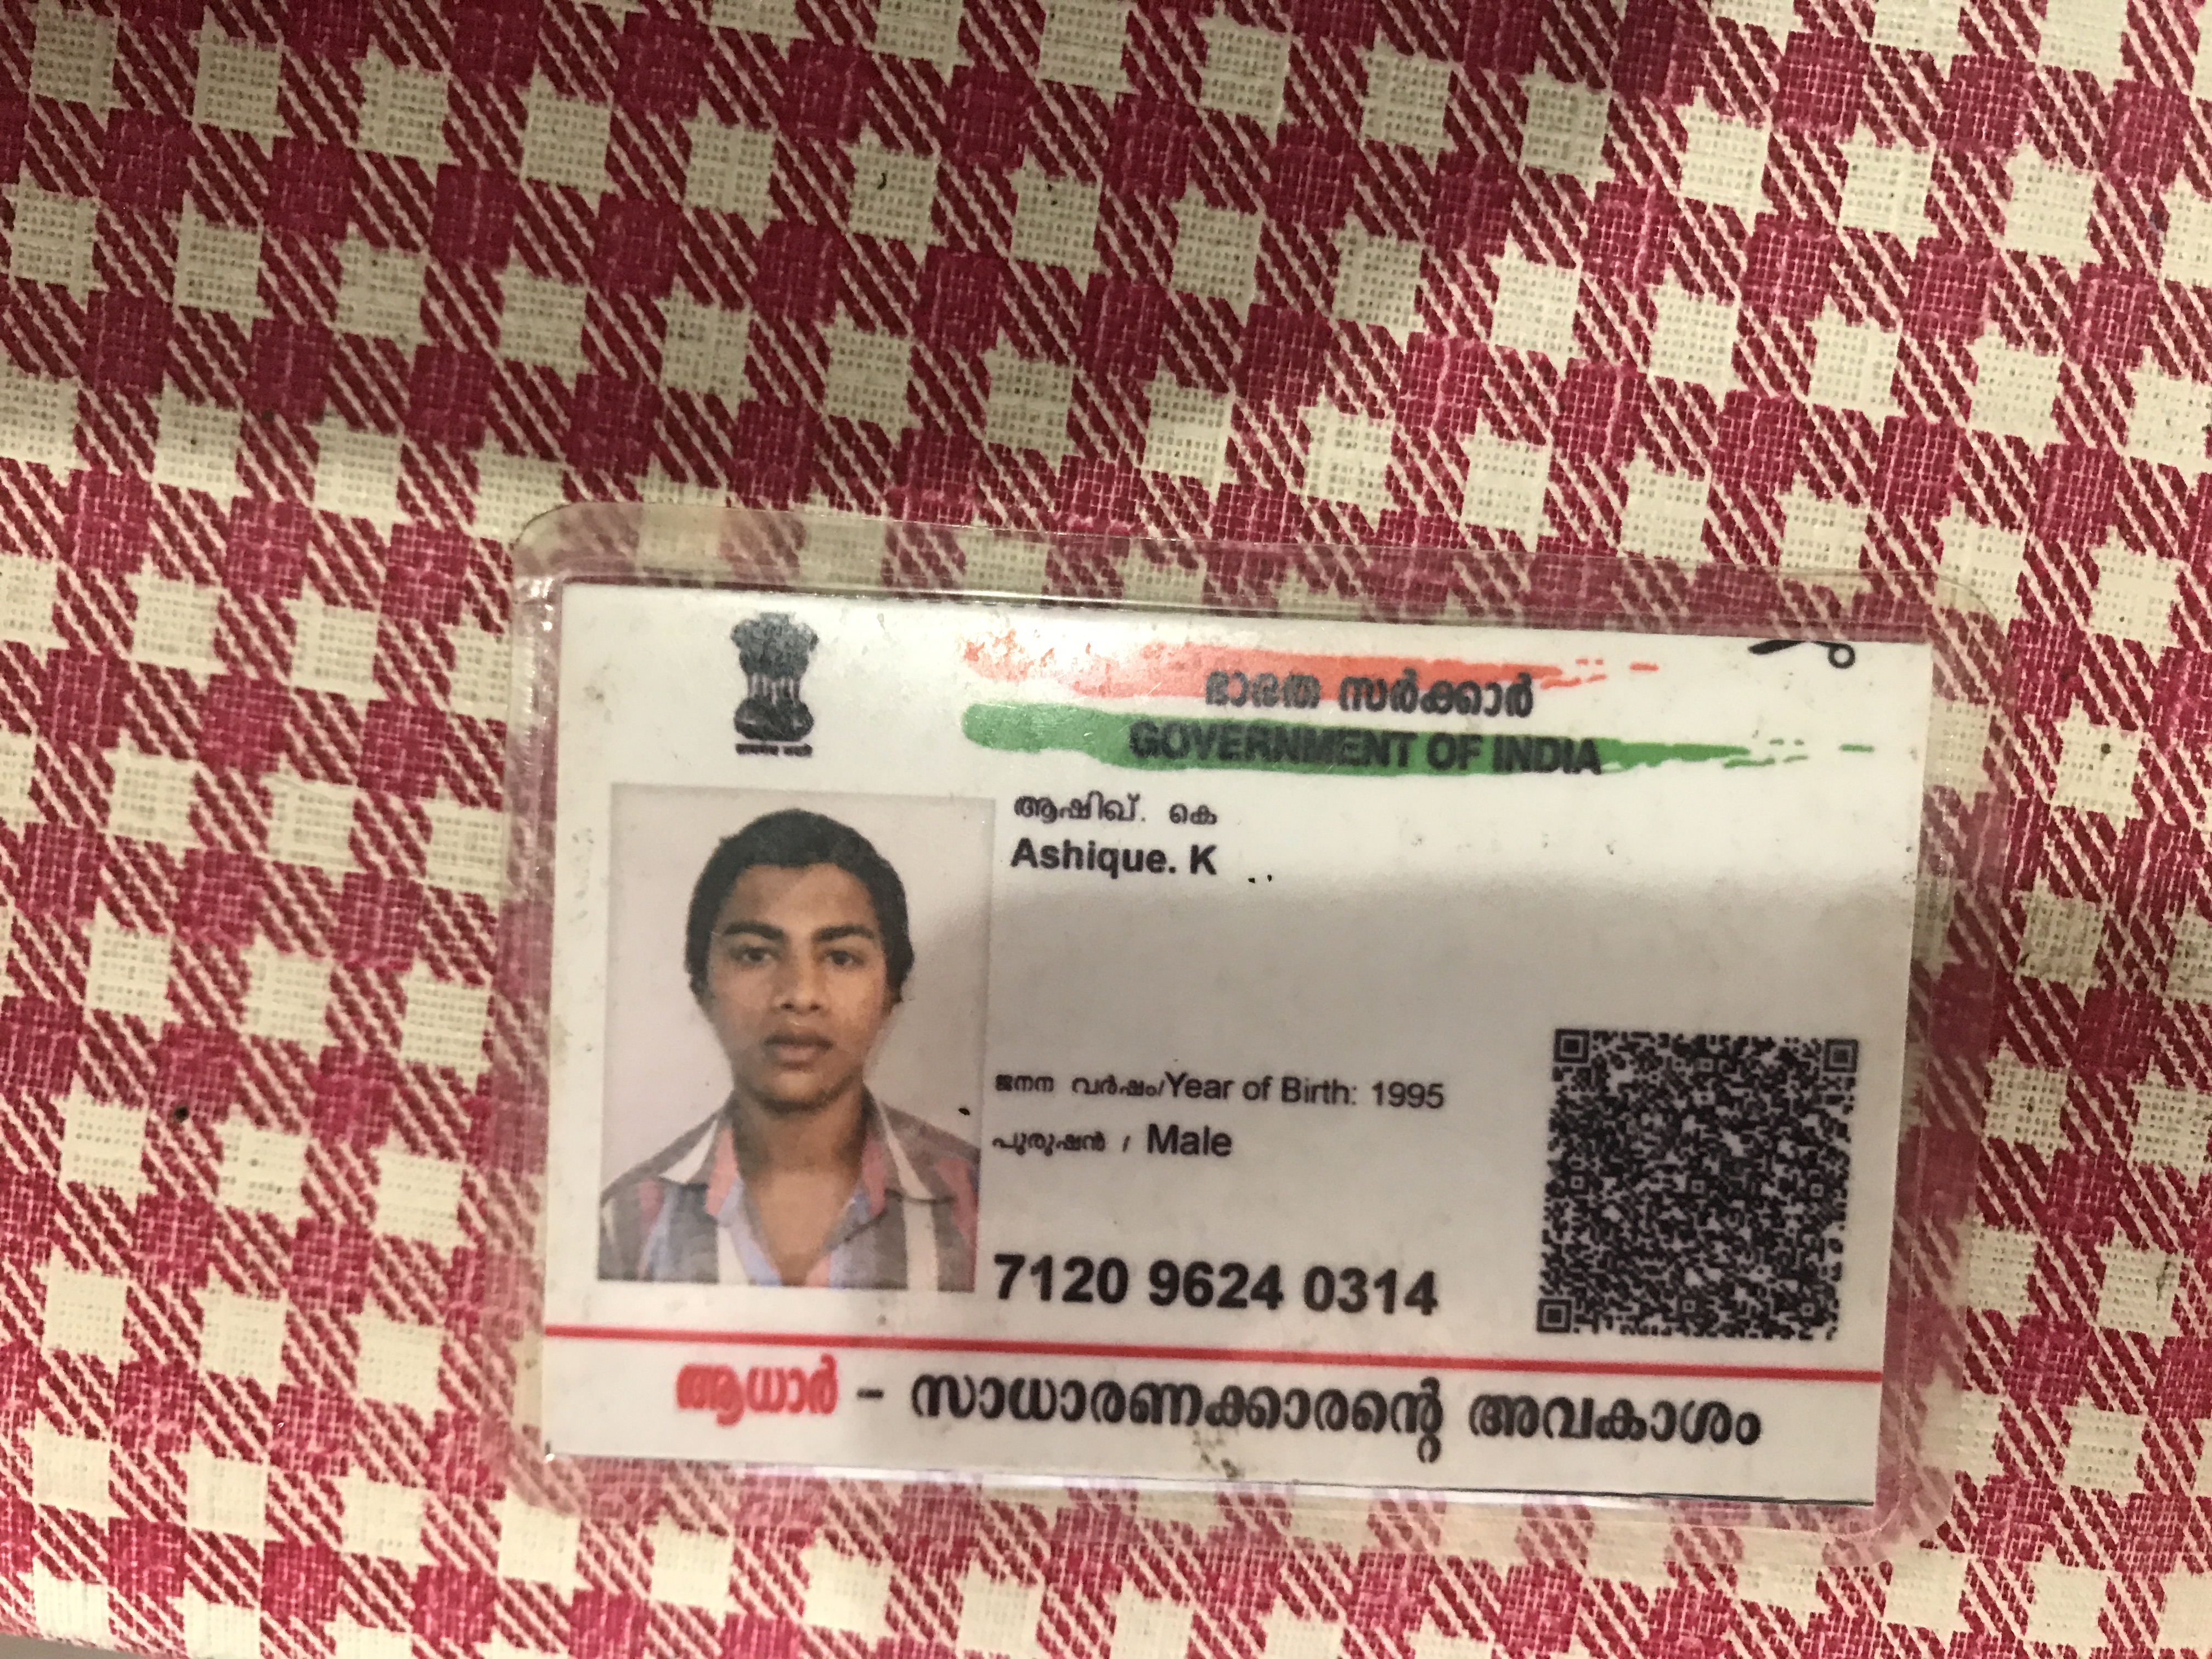 ഭാരത സർക്കാർ
GOVERNMENT OF INDIA
ആഷിഖ്. കെ
Ashique. K
ജനന വർഷം/Year of Birth: 1995
പുരുഷൻ / Male
7120 9624 0314
ആധാർ - സാധാരണക്കാരന്റെ അവകാശം